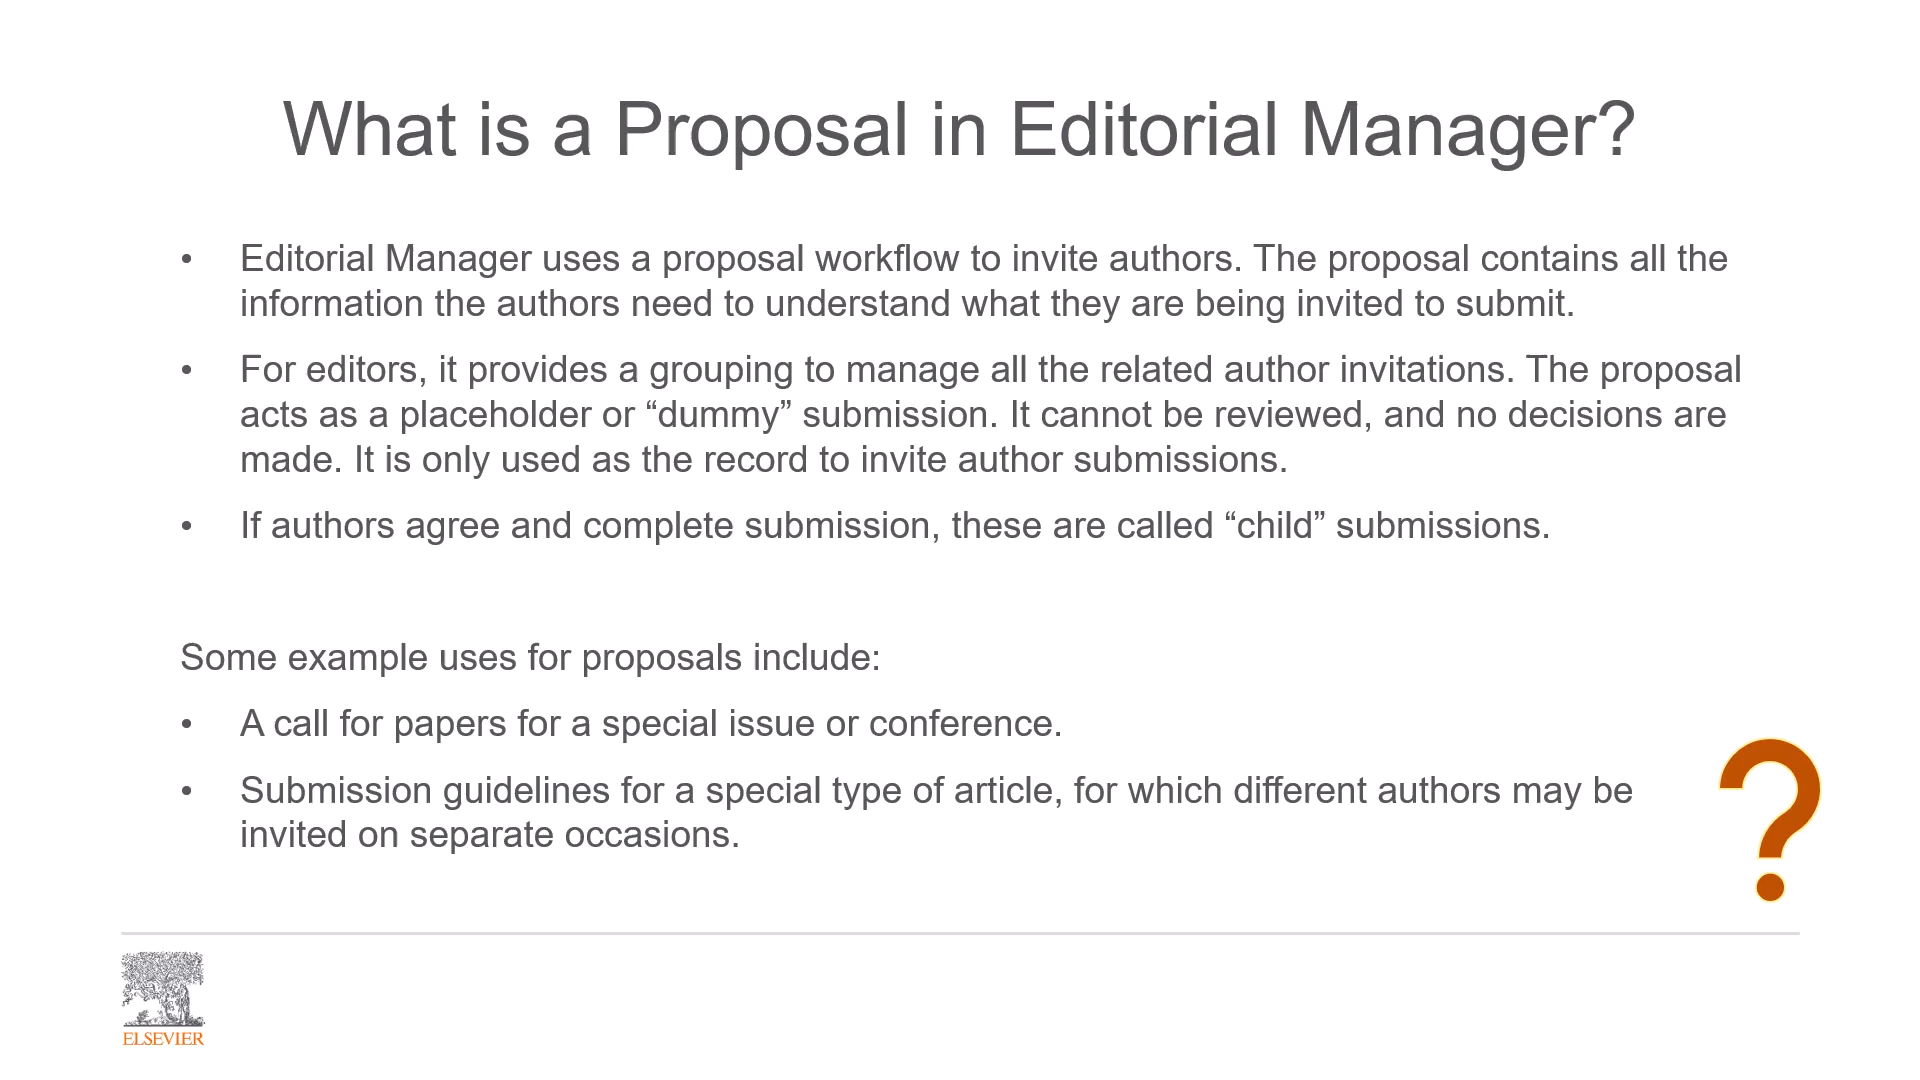 What is a Proposal in Editorial Manager?
• Editorial Manager uses a proposal workflow to invite authors. The proposal contains all the
information the authors need to understand what they are being invited to submit.
• For editors, it provides a grouping to manage all the related author invitations. The proposal
acts as a placeholder or “dummy” submission. It cannot be reviewed, and no decisions are
made. It is only used as the record to invite author submissions.
• If authors agree and complete submission, these are called “child” submissions.
Some example uses for proposals include:
• A call for papers for a special issue or conference.
• Submission guidelines for a special type of article, for which different authors may be
invited on separate occasions.
?
ELSEVIER